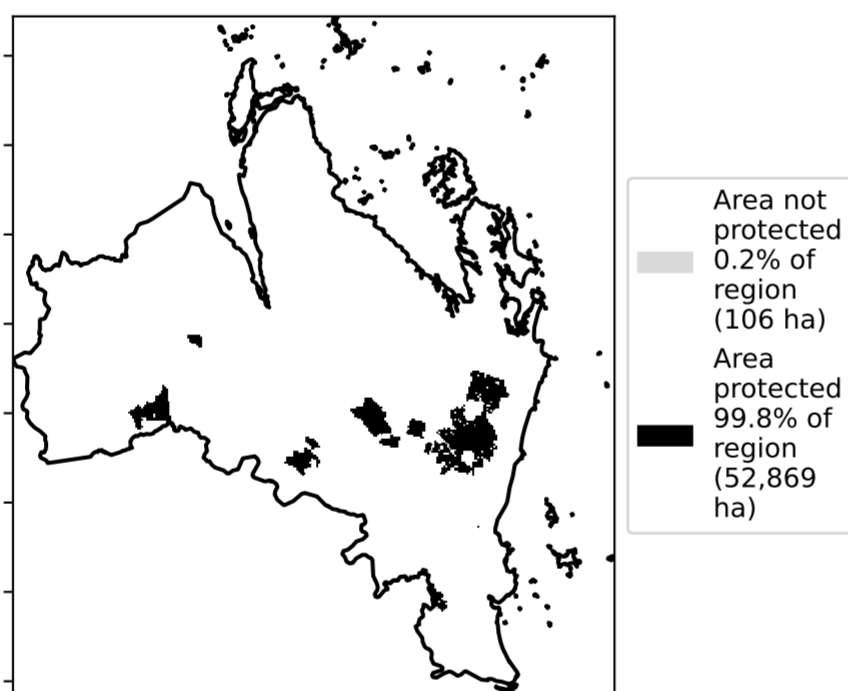 Area not
protected
0.2% of
region
(106 ha)
Area
protected
99.8% of
region
(52,869
ha)